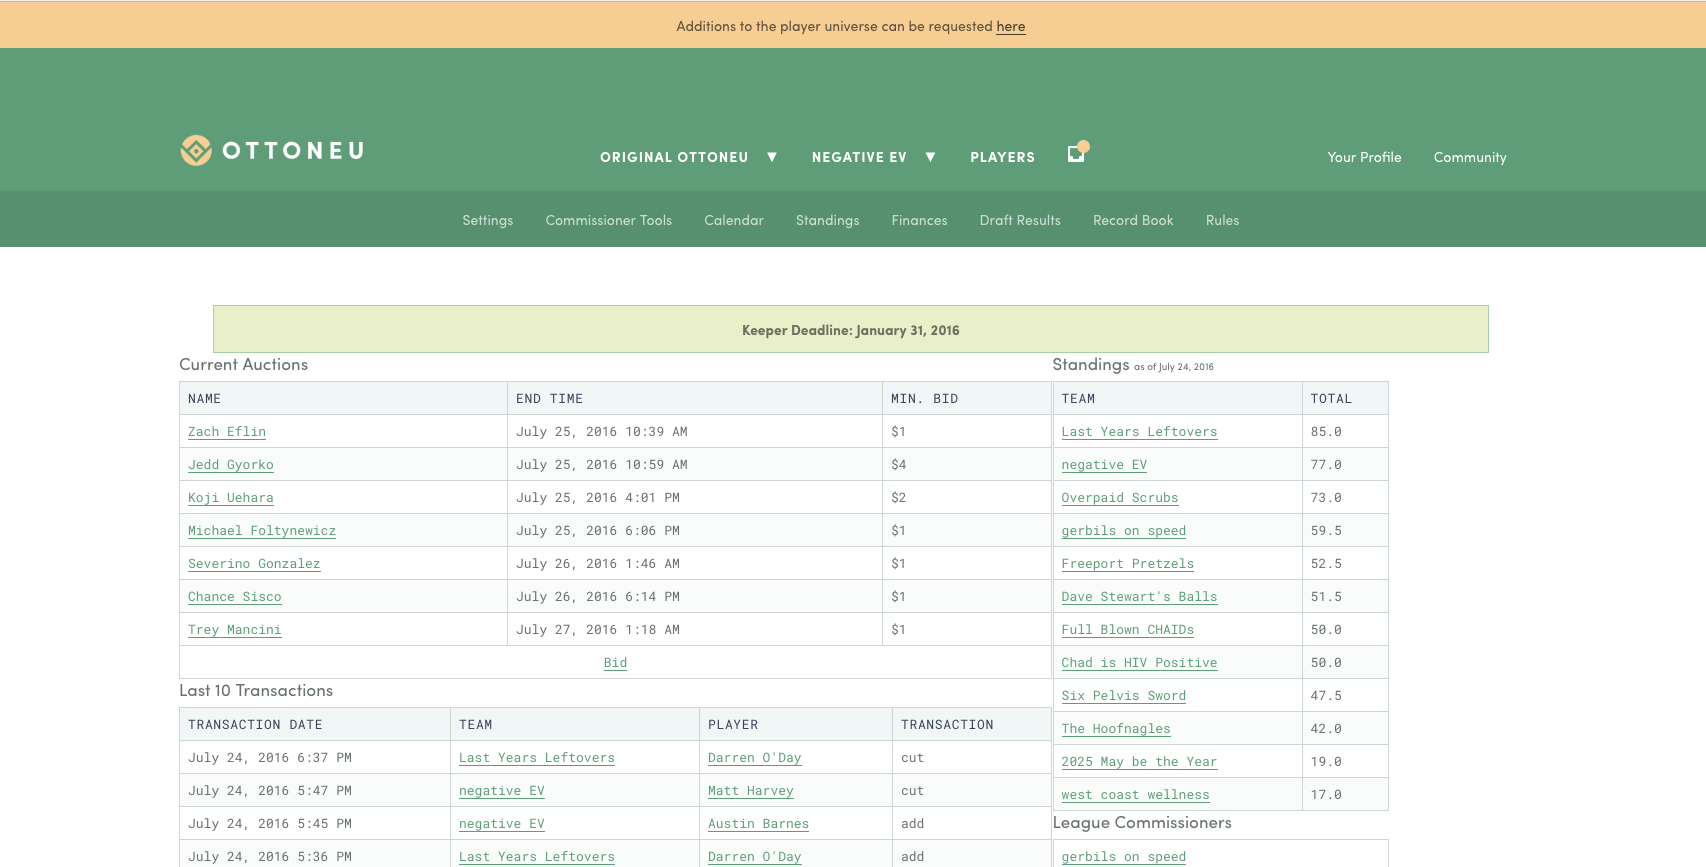 Additions to the player universe can be requested here
OTTONEU
ORIGINAL OTTONEU ▼ NEGATIVE EV ▼ PLAYERS
Your Profile Community
Settings Commissioner Tools Calendar Standings Finances Draft Results Record Book Rules
Keeper Deadline: January 31, 2016
Current Auctions
NAME END TIME MIN. BID
Zach Eflin July 25, 2016 10:39 AM $1
Jedd Gyorko July 25, 2016 10:59 AM $4
Koji Uehara July 25, 2016 4:01 PM $2
Michael Foltynewicz July 25, 2016 6:06 PM $1
Severino Gonzalez July 26, 2016 1:46 AM $1
Chance Sisco July 26, 2016 6:14 PM $1
Trey Mancini July 27, 2016 1:18 AM $1
Bid
Last 10 Transactions
TRANSACTION DATE TEAM PLAYER TRANSACTION
July 24, 2016 6:37 PM Last Years Leftovers Darren O'Day cut
July 24, 2016 5:47 PM negative EV Matt Harvey cut
July 24, 2016 5:45 PM negative EV Austin Barnes add
July 24, 2016 5:36 PM Last Years Leftovers Darren O'Day add
Standings as of July 24, 2016
TEAM TOTAL
Last Years Leftovers 85.0
negative EV 77.0
Overpaid Scrubs 73.0
gerbils on speed 59.5
Freeport Pretzels 52.5
Dave Stewart's Balls 51.5
Full Blown CHAIDs 50.0
Chad is HIV Positive 50.0
Six Pelvis Sword 47.5
The Hoofnagles 42.0
2025 May be the Year 19.0
west coast wellness 17.0
League Commissioners
gerbils on speed